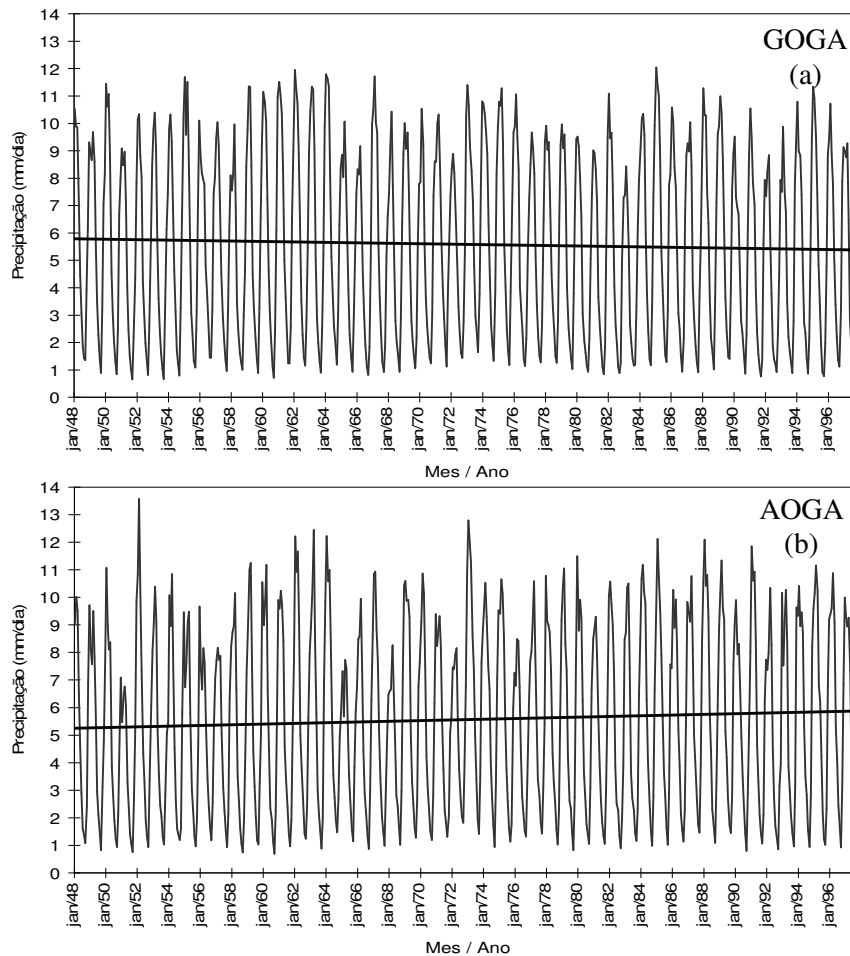 14
13
12
11
10
9
8
7
6
5
4
3
2
1
0
Precipitação (mm/dia)
GOGA
(a)
jan/48
jan/50
jan/52
jan/54
jan/56
jan/58
jan/60
jan/62
jan/64
jan/66
jan/68
jan/70
jan/72
jan/74
jan/76
jan/78
jan/80
jan/82
jan/84
jan/86
jan/88
jan/90
jan/92
jan/94
jan/96
Mes / Ano
14
13
12
11
10
9
8
7
6
5
4
3
2
1
0
Precipitação (mm/dia)
AOGA
(b)
jan/48
jan/50
jan/52
jan/54
jan/56
jan/58
jan/60
jan/62
jan/64
jan/66
jan/68
jan/70
jan/72
jan/74
jan/76
jan/78
jan/80
jan/82
jan/84
jan/86
jan/88
jan/90
jan/92
jan/94
jan/96
Mes / Ano